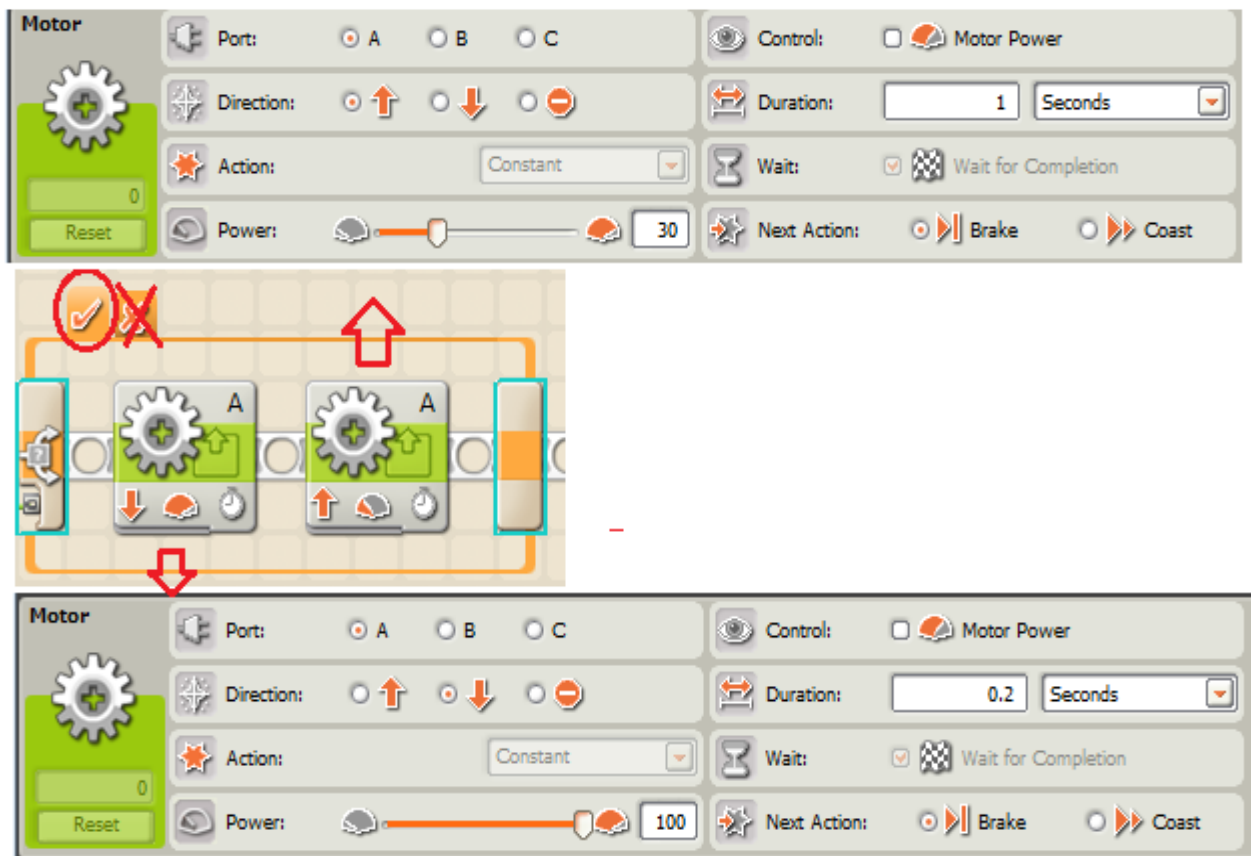 Motor
Port: A B C
Control: Motor Power
Direction:
Duration: 1 Seconds
Action: Constant
Wait: Wait for Completion
0
Reset
Power: 30
Next Action: Brake Coast
A A
Motor
Port: A B C
Control: Motor Power
Direction:
Duration: 0.2 Seconds
Action: Constant
Wait: Wait for Completion
0
Reset
Power: 100
Next Action: Brake Coast